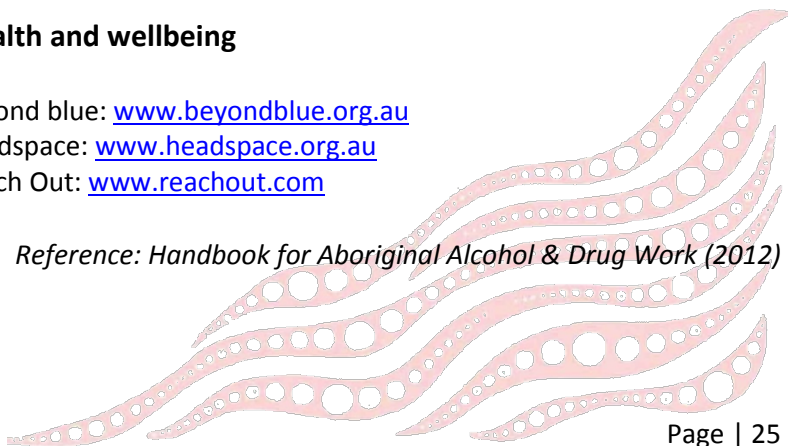 alth and wellbeing
ond blue: www.beyondblue.org.au
dspace: www.headspace.org.au
ch Out: www.reachout.com
Reference: Handbook for Aboriginal Alcohol & Drug Work (2012)
Page | 25